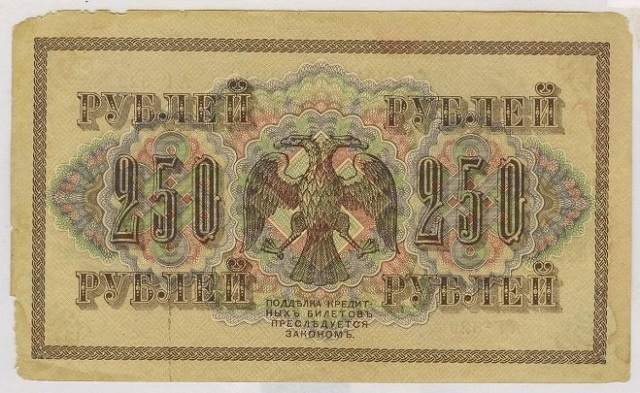 РУБЛЕЙ РУБЛЕЙ
250 250
РУБЛЕЙ РУБЛЕЙ
ПОДДѢЛКА КРЕДИТ-
НЫХЪ БИЛЕТОВЪ
ПРЕСЛѢДУЕТСЯ
ЗАКОНОМЪ.